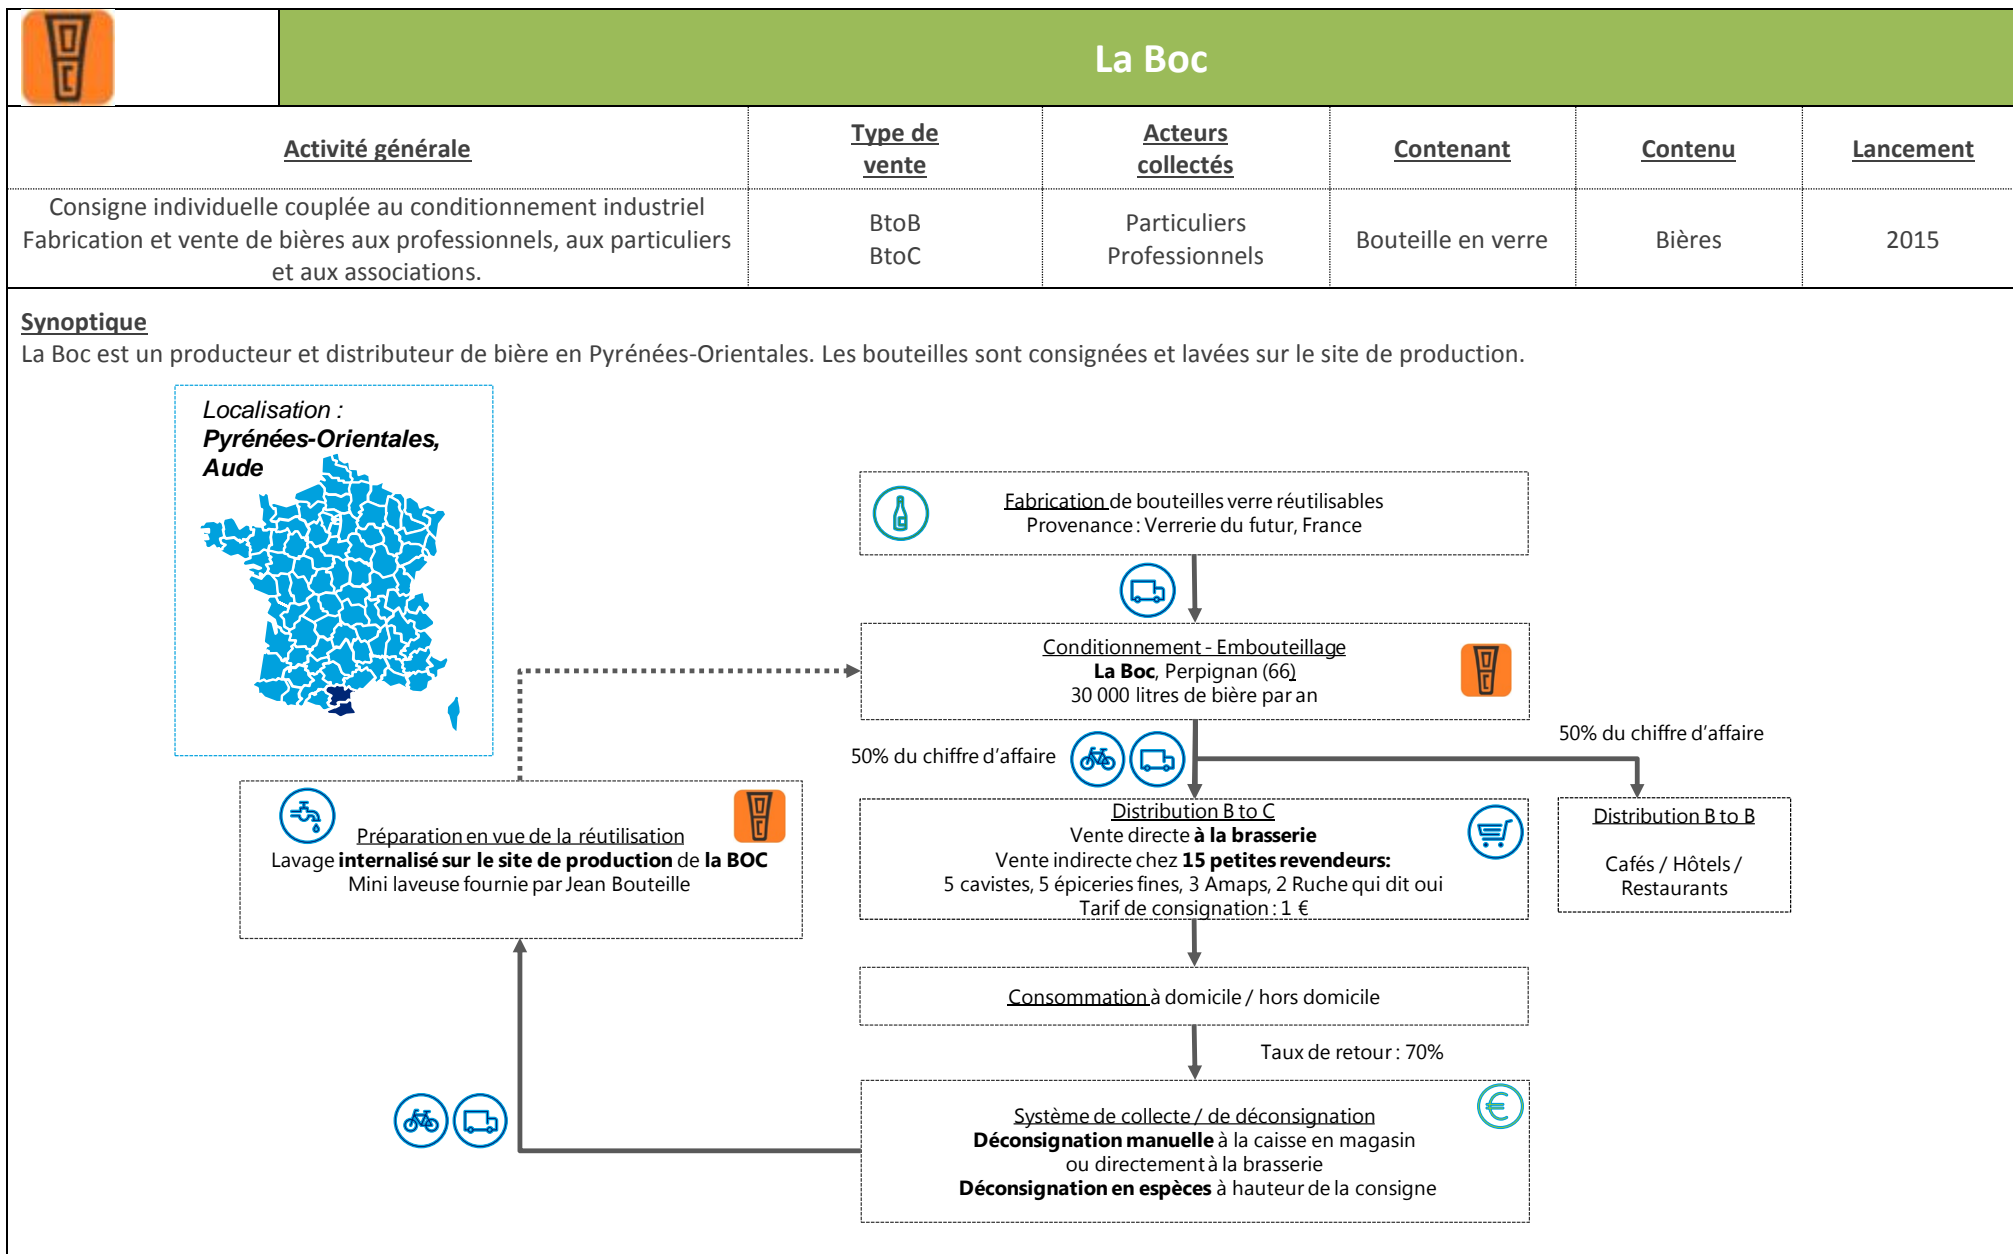 La Boc
Activité générale
Type de
vente
Acteurs
collectés
Contenant
Contenu
Lancement
Consigne individuelle couplée au conditionnement industriel
Fabrication et vente de bières aux professionnels, aux particuliers
et aux associations.
BtoB
BtoC
Particuliers
Professionnels
Bouteille en verre
Bières
2015
Synoptique
La Boc est un producteur et distributeur de bière en Pyrénées-Orientales. Les bouteilles sont consignées et lavées sur le site de production.
Localisation :
Pyrénées-Orientales,
Aude
Fabrication de bouteilles verre réutilisables
Provenance : Verrerie du futur, France
Conditionnement - Embouteillage
La Boc, Perpignan (66)
30 000 litres de bière par an
50% du chiffre d'affaire
50% du chiffre d'affaire
Distribution B to C
Vente directe à la brasserie
Vente indirecte chez 15 petites revendeurs:
5 cavistes, 5 épiceries fines, 3 Amaps, 2 Ruche qui dit oui
Tarif de consignation : 1 €
Distribution B to B
Cafés / Hôtels /
Restaurants
Préparation en vue de la réutilisation
Lavage internalisé sur le site de production de la BOC
Mini laveuse fournie par Jean Bouteille
Consommation à domicile / hors domicile
Taux de retour : 70%
Système de collecte / de déconsignation
Déconsignation manuelle à la caisse en magasin
ou directement à la brasserie
Déconsignation en espèces à hauteur de la consigne